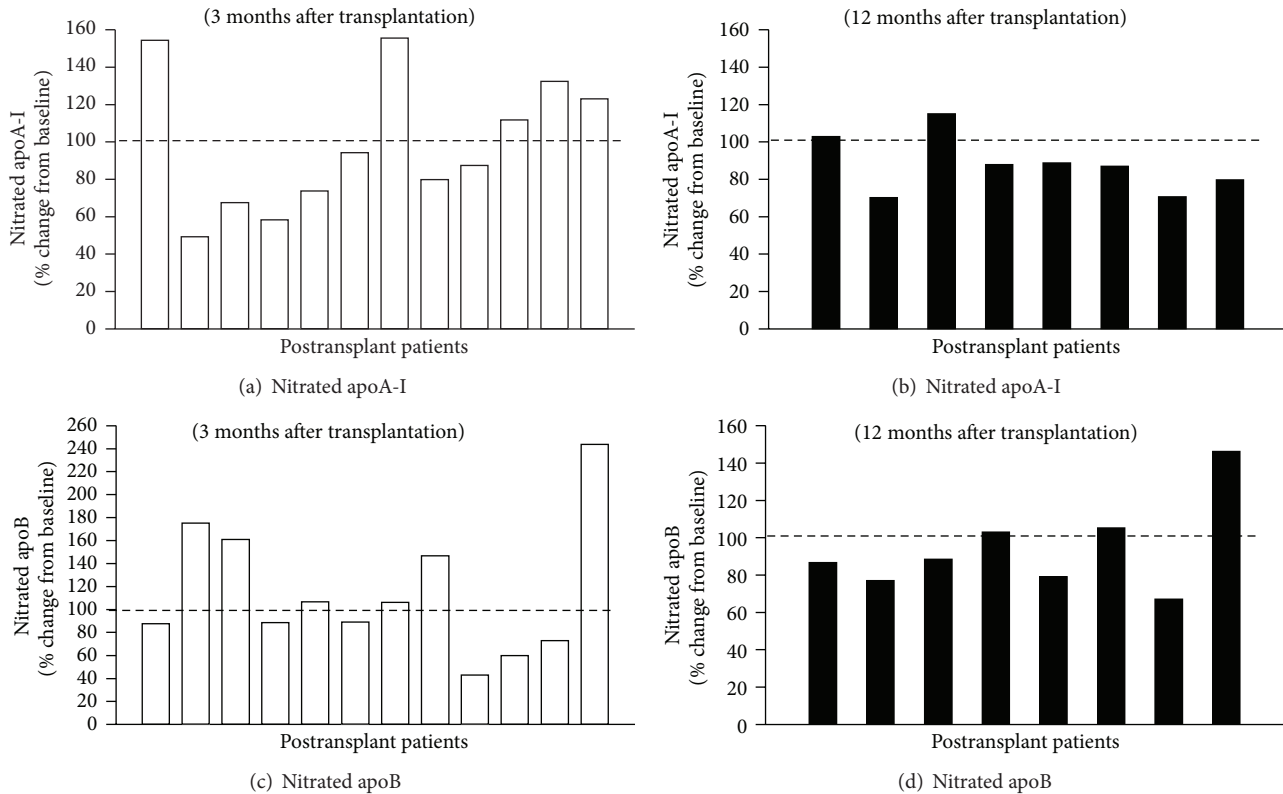 (3 months after transplantation)
160
140
120
100
80
60
40
20
0
Nitrated apoA-I
(% change from baseline)
Postransplant patients
(a) Nitrated apoA-I
(12 months after transplantation)
160
140
120
100
80
60
40
20
0
Nitrated apoA-I
(% change from baseline)
Postransplant patients
(b) Nitrated apoA-I
(3 months after transplantation)
260
240
220
200
180
160
140
120
100
80
60
40
20
0
Nitrated apoB
(% change from baseline)
Postransplant patients
(c) Nitrated apoB
(12 months after transplantation)
160
140
120
100
80
60
40
20
0
Nitrated apoB
(% change from baseline)
Postransplant patients
(d) Nitrated apoB